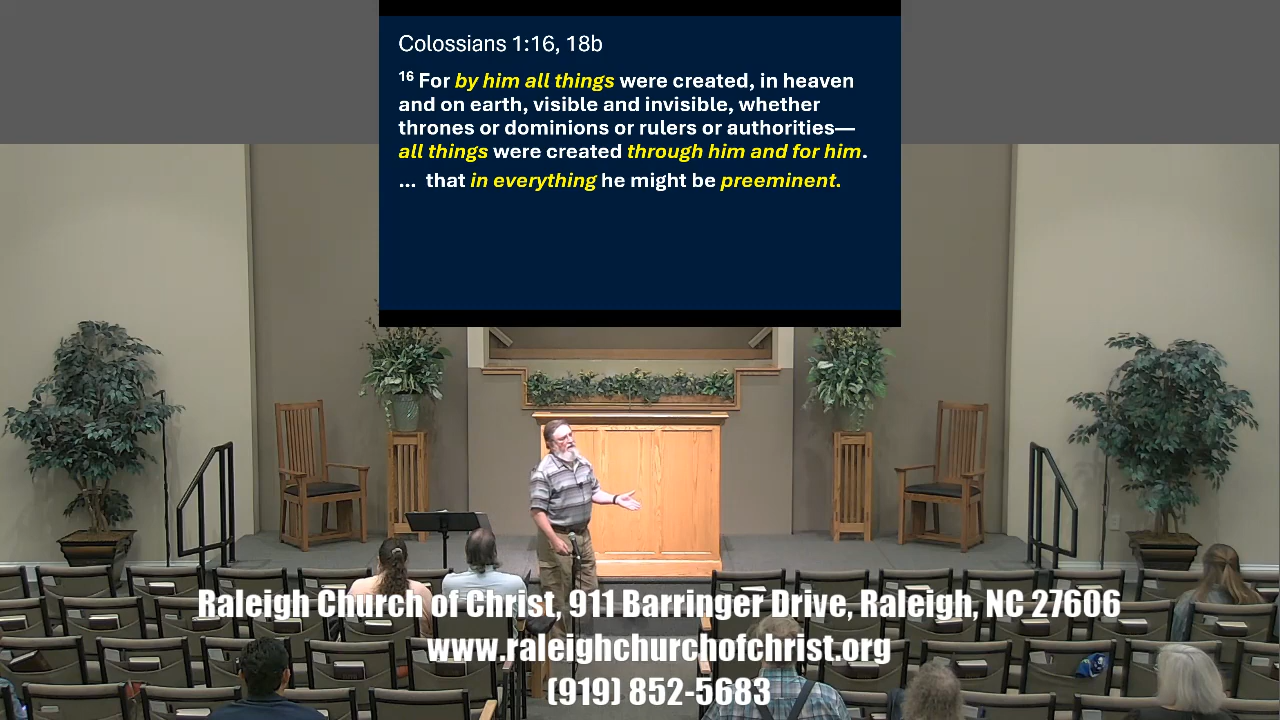 Colossians 1:16, 18b
16 For by him all things were created, in heaven
and on earth, visible and invisible, whether
thrones or dominions or rulers or authorities—
all things were created through him and for him.
... that in everything he might be preeminent.
Raleigh Church of Christ, 911 Barringer Drive, Raleigh, NC 27606
www.raleighchurchofchrist.org
(919) 852-5683